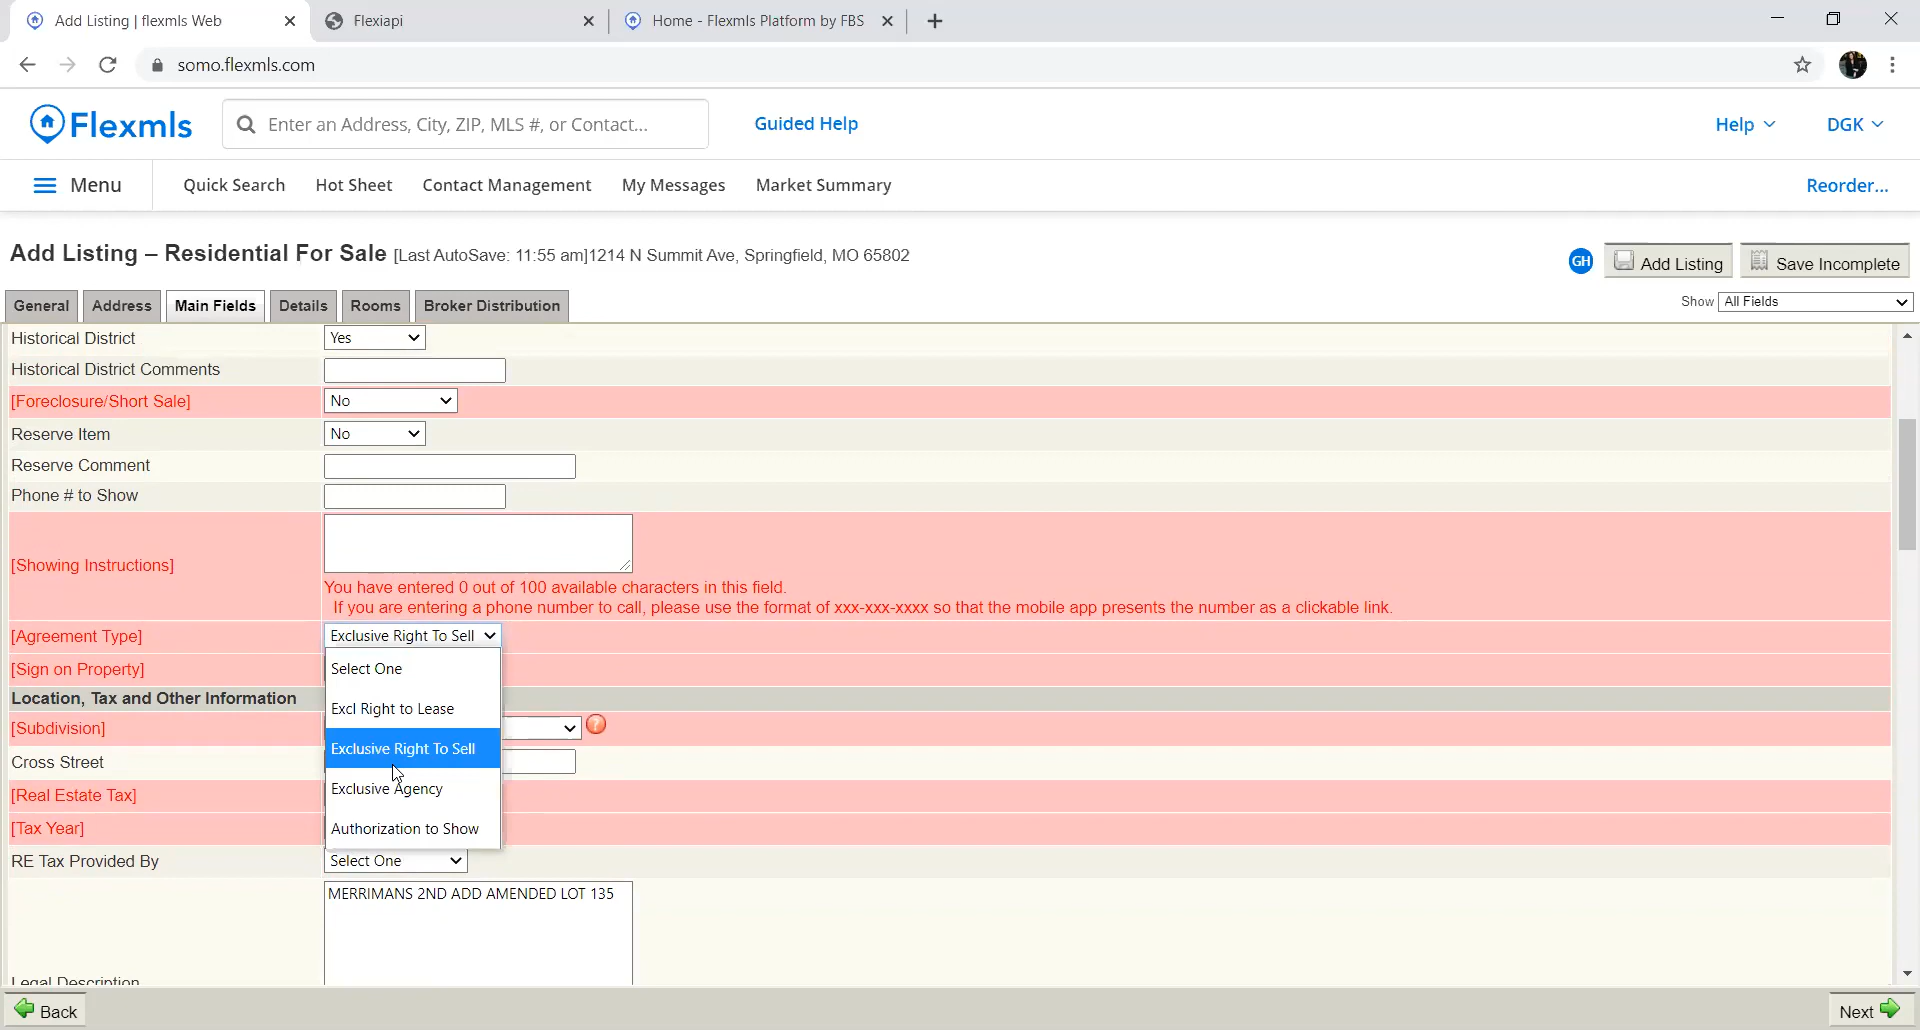 Add Listing | flexmls Web
Flexiapi
Home - Flexmls Platform by FBS
somo.flexmls.com
Flexmls
Enter an Address, City, ZIP, MLS #, or Contact...
Guided Help
Help
DGK
Menu
Quick Search
Hot Sheet
Contact Management
My Messages
Market Summary
Reorder...
Add Listing – Residential For Sale [Last AutoSave: 11:55 am]1214 N Summit Ave, Springfield, MO 65802
GH
Add Listing
Save Incomplete
General
Address
Main Fields
Details
Rooms
Broker Distribution
Show All Fields
Historical District
Yes
Historical District Comments
[Foreclosure/Short Sale]
No
Reserve Item
No
Reserve Comment
Phone # to Show
[Showing Instructions]
You have entered 0 out of 100 available characters in this field.
If you are entering a phone number to call, please use the format of xxx-xxx-xxxx so that the mobile app presents the number as a clickable link.
[Agreement Type]
Exclusive Right To Sell
Select One
Excl Right to Lease
Exclusive Right To Sell
Exclusive Agency
Authorization to Show
[Sign on Property]
Location, Tax and Other Information
[Subdivision]
?
Cross Street
[Real Estate Tax]
[Tax Year]
RE Tax Provided By
Select One
MERRIMANS 2ND ADD AMENDED LOT 135
Legal Description
Back
Next